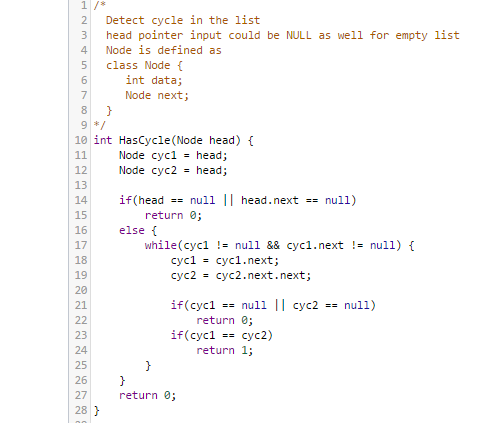 1 /*
2   Detect cycle in the list
3   head pointer input could be NULL as well for empty list
4   Node is defined as
5   class Node {
6      int data;
7      Node next;
8   }
9 */
10 int HasCycle(Node head) {
11     Node cyc1 = head;
12     Node cyc2 = head;
13
14     if(head == null || head.next == null)
15         return 0;
16     else {
17         while(cyc1 != null && cyc1.next != null) {
18             cyc1 = cyc1.next;
19             cyc2 = cyc2.next.next;
20
21             if(cyc1 == null || cyc2 == null)
22                 return 0;
23             if(cyc1 == cyc2)
24                 return 1;
25         }
26     }
27     return 0;
28 }